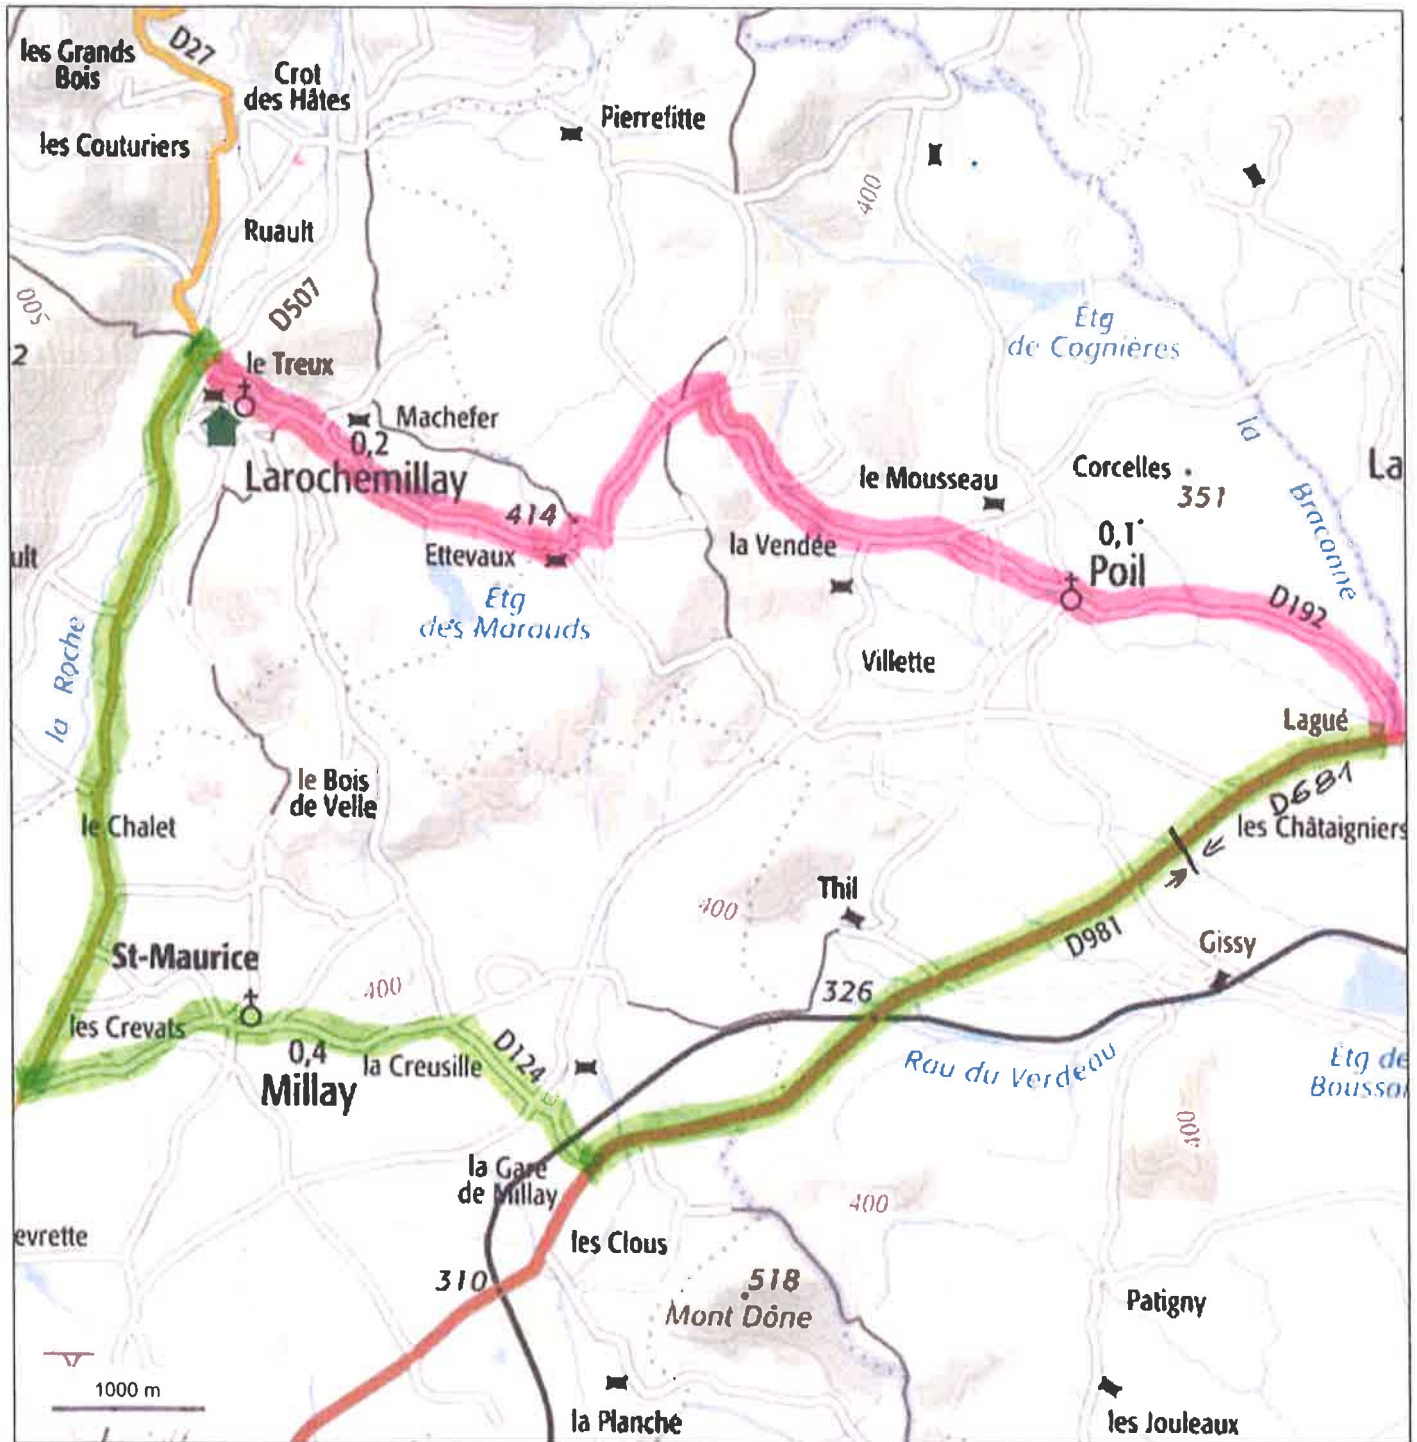 les Grands
Bois
D27
Crot
des Hâtes
les Couturiers
Pierrefitte
Ruault
400
500
D507
Etg
de Cognières
2
le Treux
Machefer
0,2
Larochemillay
la
Braconne
La
le Mousseau
Corcelles
351
414
Ettevaux
la Vendée
0,1
Poil
ult
Etg
des Marauds
D192
la Roche
Villette
Lagué
le Bois
de Velle
D681
le Chalet
les Châtaigniers
Thil
400
D981
Gissy
St-Maurice
400
326
les Crevats
0,4
Millay
la Creusille
D124
Rau du Verdeau
Etg de
Bousso
400
la Gare
de Millay
400
evrette
les Clous
310
518
Mont Dône
Patigny
1000 m
la Planche
les Jouleaux